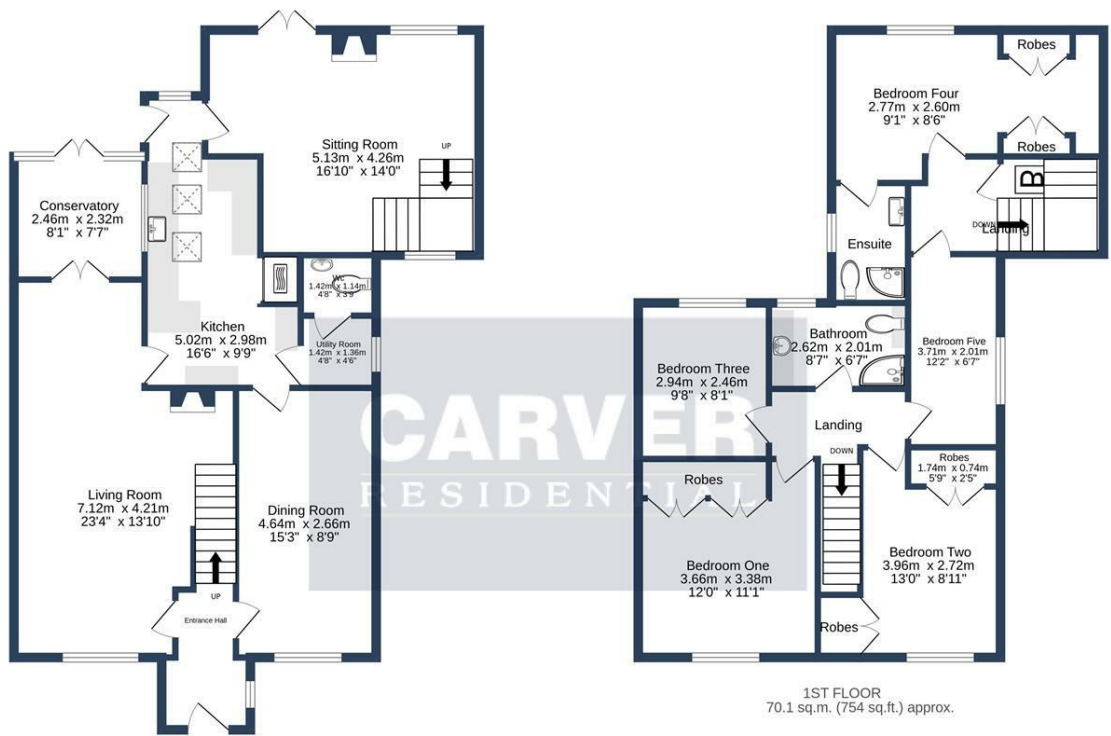 Sitting Room
5.13m x 4.26m
16'10" x 14'0"
UP
Conservatory
2.46m x 2.32m
8'1" x 7'7"
Wc
1.42m x 1.14m
4'8" x 3'9"
Kitchen
5.02m x 2.98m
16'6" x 9'9"
Utility Room
1.42m x 1.36m
4'8" x 4'6"
Living Room
7.12m x 4.21m
23'4" x 13'10"
Dining Room
4.64m x 2.66m
15'3" x 8'9"
UP
Entrance Hall
Robes
Bedroom Four
2.77m x 2.60m
9'1" x 8'6"
Robes
B
DOWN
Landing
Ensuite
Bathroom
2.62m x 2.01m
8'7" x 6'7"
Bedroom Five
3.71m x 2.01m
12'2" x 6'7"
Bedroom Three
2.94m x 2.46m
9'8" x 8'1"
Landing
DOWN
Robes
1.74m x 0.74m
5'9" x 2'5"
Robes
Bedroom One
3.66m x 3.38m
12'0" x 11'1"
Bedroom Two
3.96m x 2.72m
13'0" x 8'11"
Robes
CARVER
RESIDENTIAL
1ST FLOOR
70.1 sq.m. (754 sq.ft.) approx.